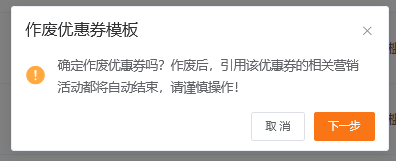 作废优惠券模板
确定作废优惠券吗？作废后，引用该优惠券的相关营销
活动都将自动结束，请谨慎操作！
取消
下一步